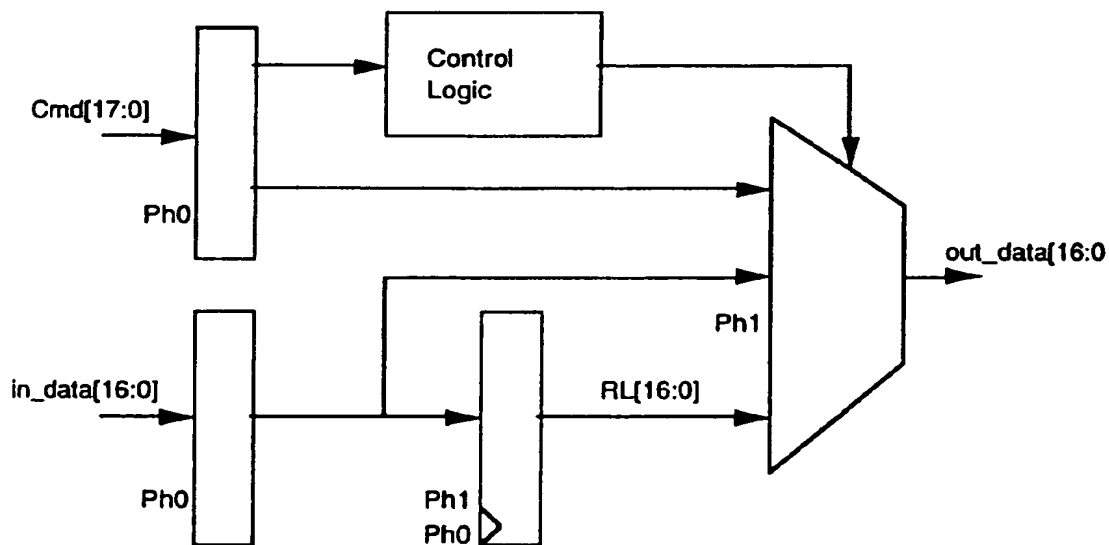 Control
Logic
Cmd[17:0]
Ph0
out_data[16:0
Ph1
in_data[16:0]
RL[16:0]
Ph0
Ph1
Ph0